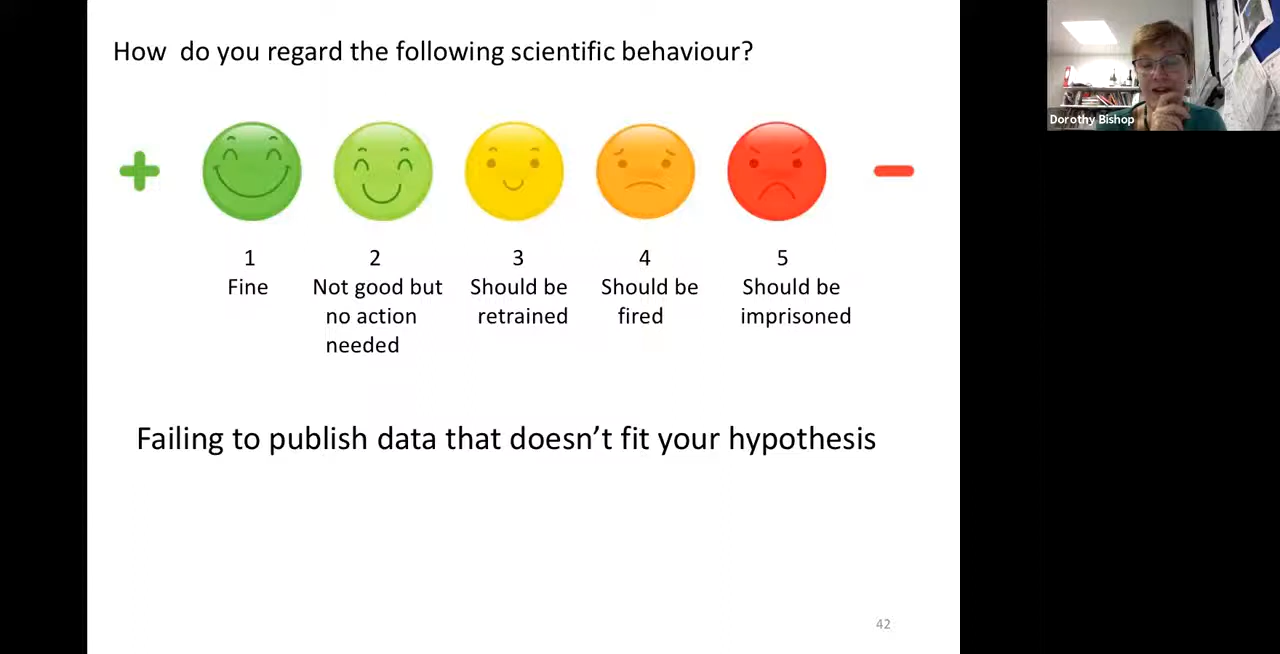 How  do you regard the following scientific behaviour?
1
2
3
4
5
Fine
Not good but
Should be
Should be
Should be
no action
retrained
fired
imprisoned
needed
Failing to publish data that doesn’t fit your hypothesis
42
Dorothy Bishop